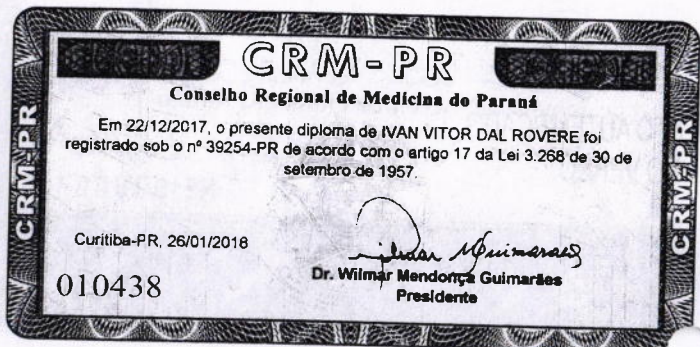 CRM-PR
Conselho Regional de Medicina do Paraná
Em 22/12/2017, o presente diploma de IVAN VITOR DAL ROVERE foi
registrado sob o nº 39254-PR de acordo com o artigo 17 da Lei 3.268 de 30 de
setembro de 1957.
Curitiba-PR, 26/01/2018
010438
Dr. Wilmar Mendonça Guimarães
Presidente
CRM-PR
CRM-PR